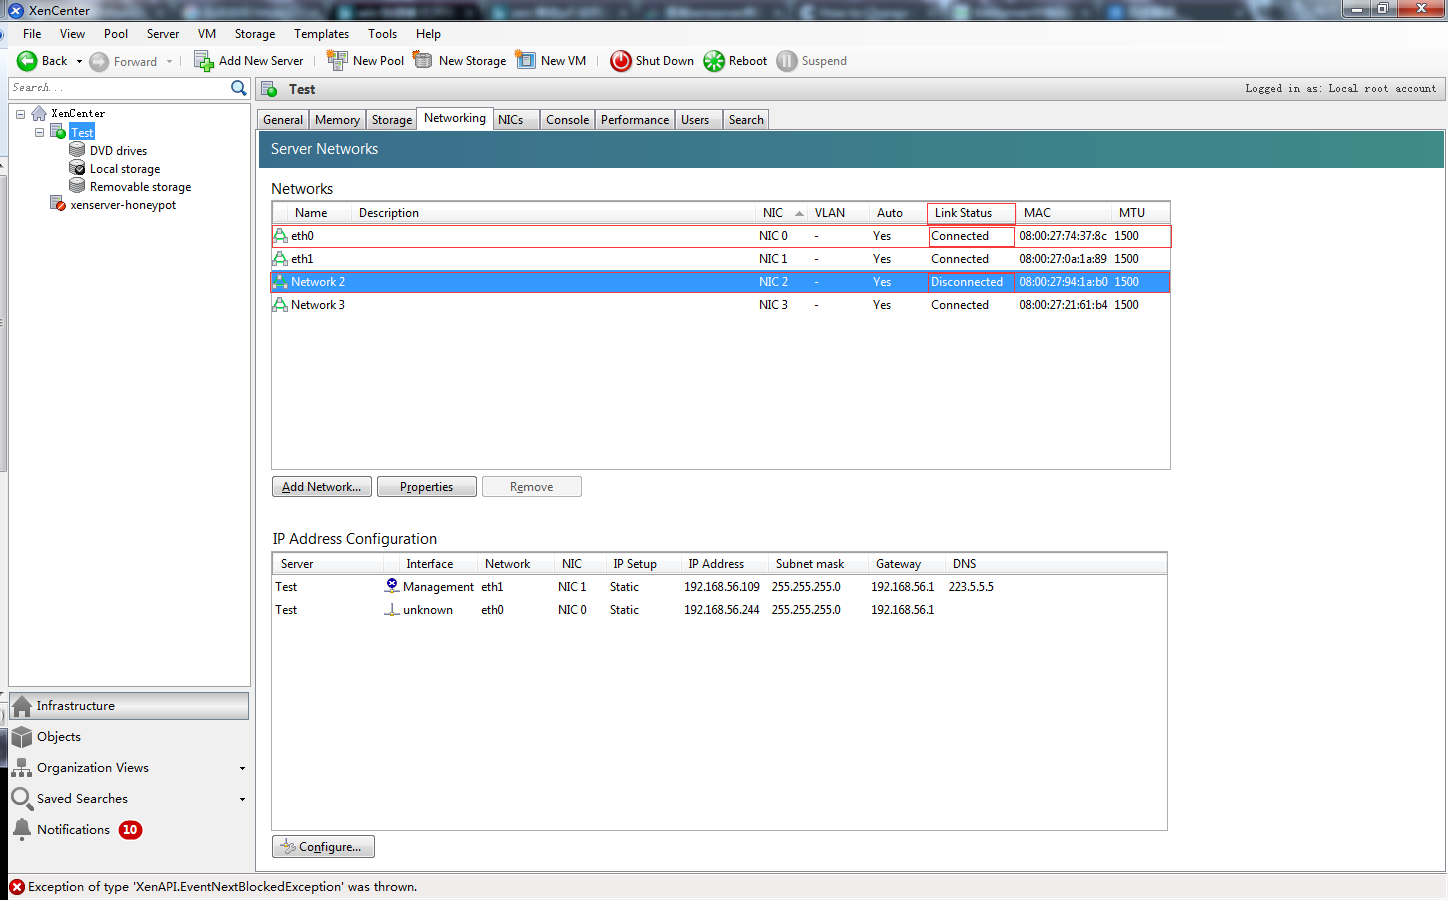 XenCenter
File View Pool Server VM Storage Templates Tools Help
Back Forward Add New Server New Pool New Storage New VM Shut Down Reboot Suspend
Search...
Test
Logged in as: Local root account
XenCenter
Test
DVD drives
Local storage
Removable storage
xenserver-honeypot
General Memory Storage Networking NICs Console Performance Users Search
Server Networks
Networks
Name Description NIC VLAN Auto Link Status MAC MTU
eth0 NIC 0 - Yes Connected 08:00:27:74:37:8c 1500
eth1 NIC 1 - Yes Connected 08:00:27:0a:1a:89 1500
Network 2 NIC 2 - Yes Disconnected 08:00:27:94:1a:b0 1500
Network 3 NIC 3 - Yes Connected 08:00:27:21:61:b4 1500
Add Network... Properties Remove
IP Address Configuration
Server Interface Network NIC IP Setup IP Address Subnet mask Gateway DNS
Test Management eth1 NIC 1 Static 192.168.56.109 255.255.255.0 192.168.56.1 223.5.5.5
Test unknown eth0 NIC 0 Static 192.168.56.244 255.255.255.0 192.168.56.1
Configure...
Infrastructure
Objects
Organization Views
Saved Searches
Notifications 10
Exception of type 'XenAPI.EventNextBlockedException' was thrown.